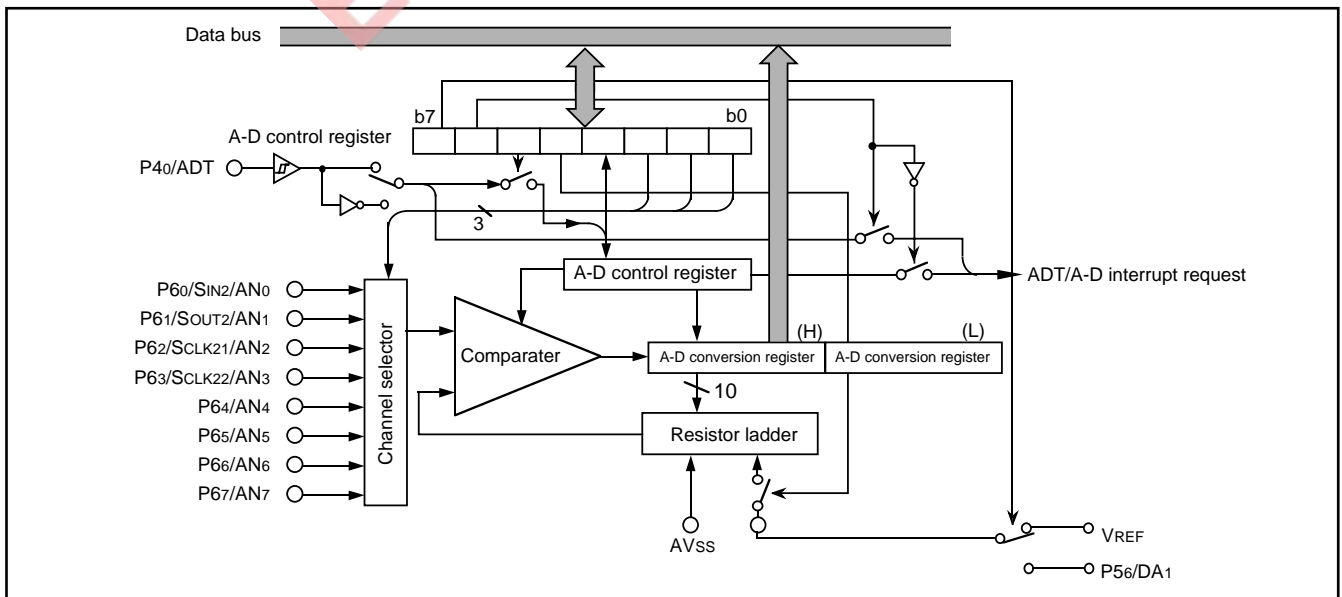 Data bus
b7
b0
A-D control register
P40/ADT
3
A-D control register
ADT/A-D interrupt request
P60/SIN2/AN0
P61/SOUT2/AN1
P62/SCLK21/AN2
P63/SCLK22/AN3
P64/AN4
P65/AN5
P66/AN6
P67/AN7
Channel selector
Comparater
(H)
(L)
A-D conversion register
A-D conversion register
10
Resistor ladder
AVSS
VREF
P56/DA1